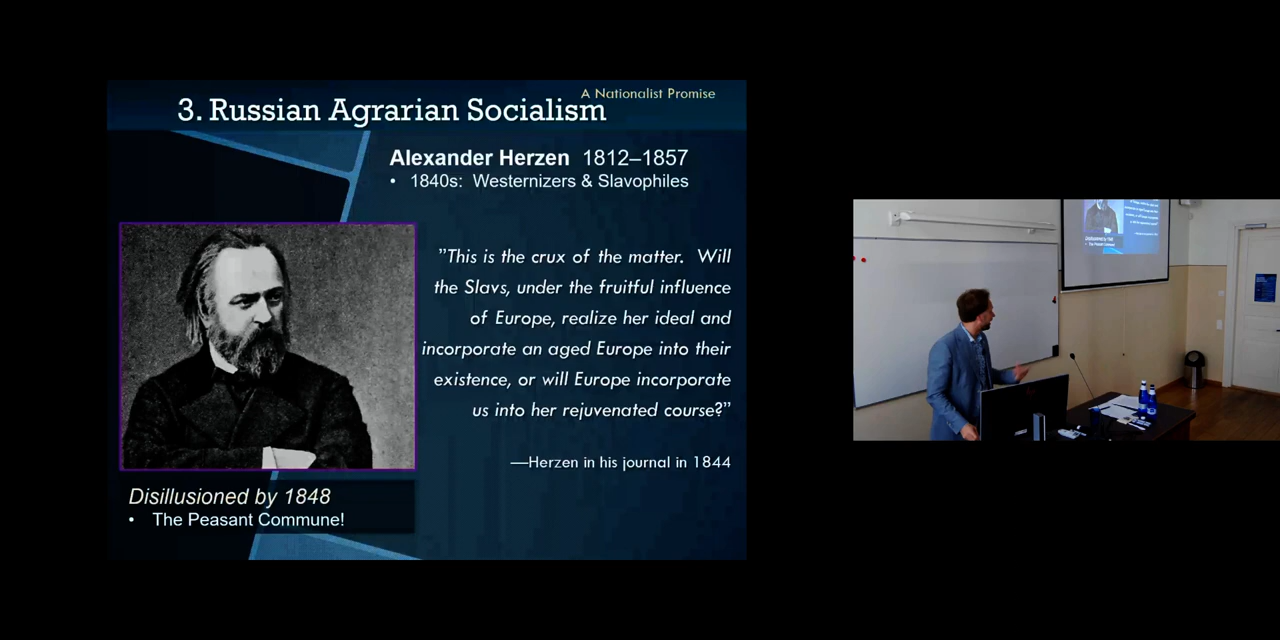 A Nationalist Promise
3. Russian Agrarian Socialism
Alexander Herzen 1812–1857
• 1840s: Westernizers & Slavophiles
"This is the crux of the matter. Will
the Slavs, under the fruitful influence
of Europe, realize her ideal and
incorporate an aged Europe into their
existence, or will Europe incorporate
us into her rejuvenated course?"
—Herzen in his journal in 1844
Disillusioned by 1848
• The Peasant Commune!